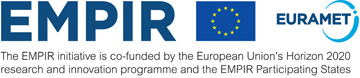 EMPIR
EURAMET
The EMPIR initiative is co-funded by the European Union's Horizon 2020
research and innovation programme and the EMPIR Participating States